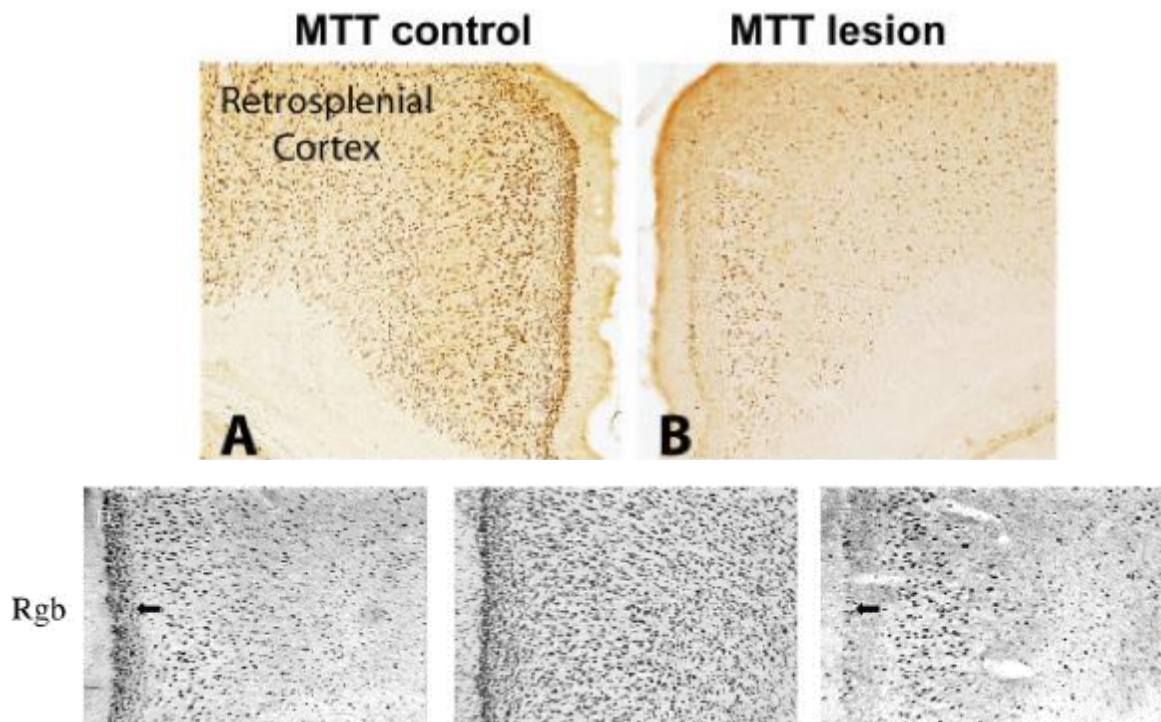 MTT control
MTT lesion
Retrosplenial
Cortex
A
B
Rgb